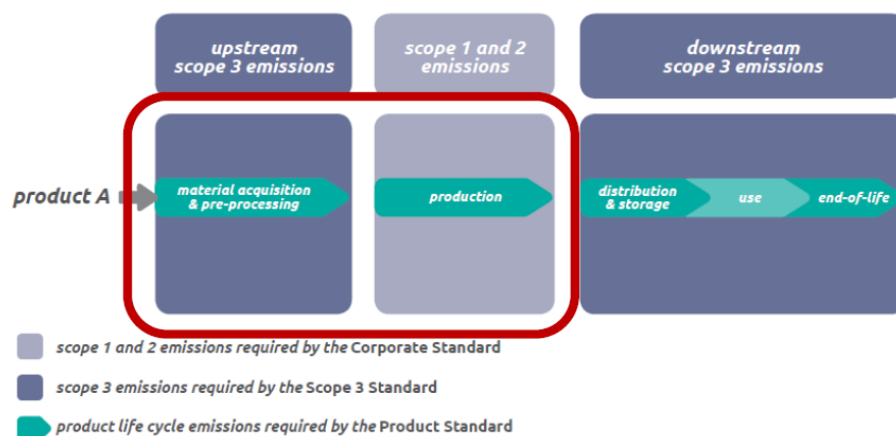 upstream
scope 3 emissions
scope 1 and 2
emissions
downstream
scope 3 emissions
product A
material acquisition
& pre-processing
production
distribution
& storage
use
end-of-life
scope 1 and 2 emissions required by the Corporate Standard
scope 3 emissions required by the Scope 3 Standard
product life cycle emissions required by the Product Standard